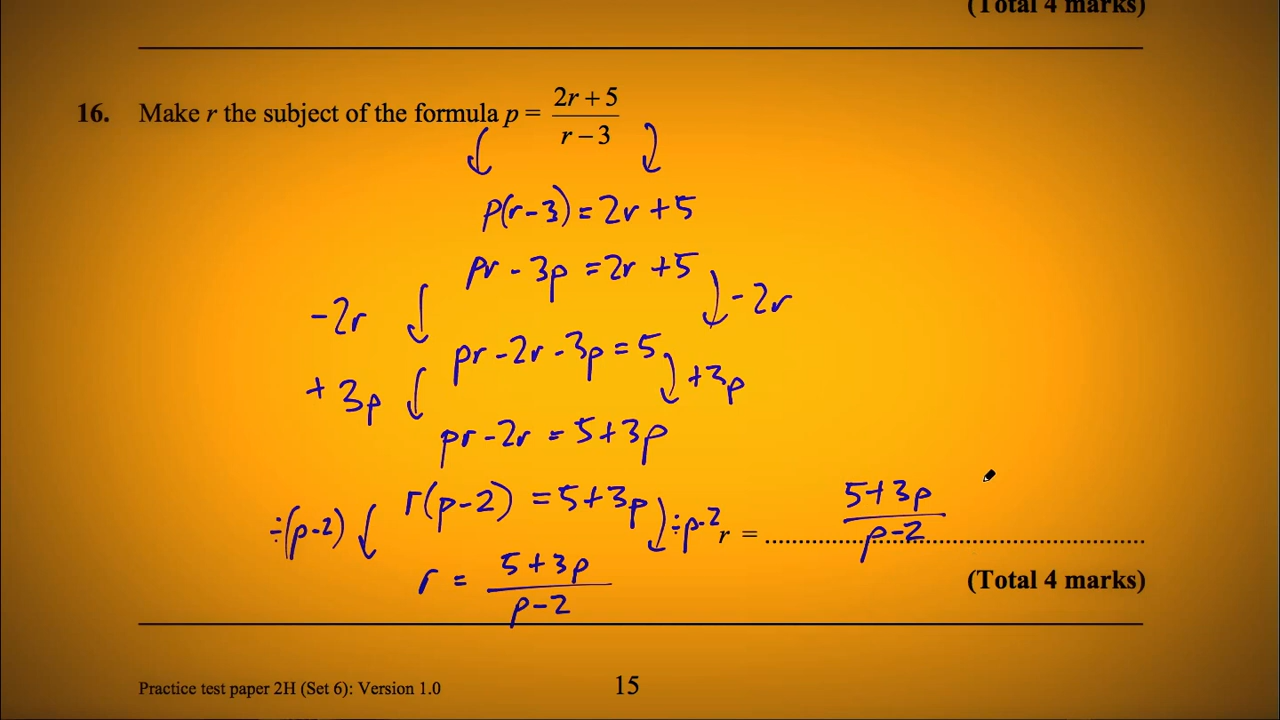 (Total 4 marks)
16. Make r the subject of the formula p = 2r + 5 / r − 3
p(r-3) = 2r + 5
pr - 3p = 2r + 5
-2r -2r
pr - 2r - 3p = 5
+ 3p +3p
pr - 2r = 5 + 3p
r(p-2) = 5 + 3p
÷(p-2) ÷p-2
r = 5 + 3p / p-2
r = 5+3p / p-2
(Total 4 marks)
Practice test paper 2H (Set 6): Version 1.0 15